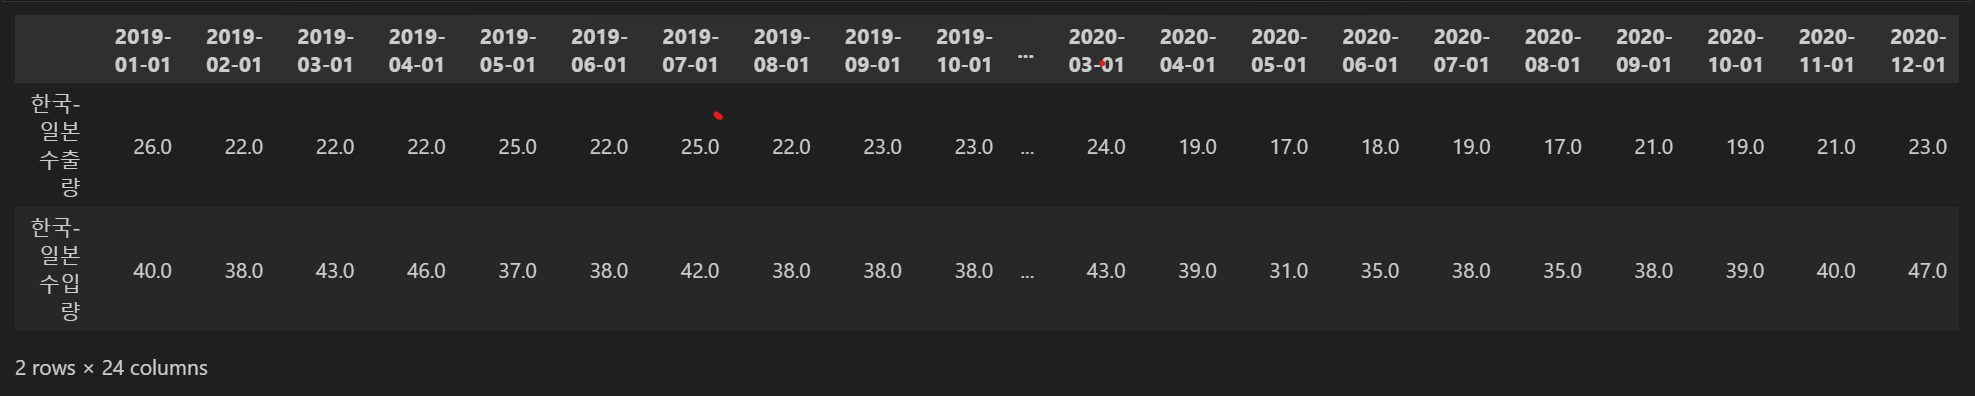 2019-01-01 2019-02-01 2019-03-01 2019-04-01 2019-05-01 2019-06-01 2019-07-01 2019-08-01 2019-09-01 2019-10-01 ... 2020-03-01 2020-04-01 2020-05-01 2020-06-01 2020-07-01 2020-08-01 2020-09-01 2020-10-01 2020-11-01 2020-12-01
한국-일본 수출량 26.0 22.0 22.0 22.0 25.0 22.0 25.0 22.0 23.0 23.0 ... 24.0 19.0 17.0 18.0 19.0 17.0 21.0 19.0 21.0 23.0
한국-일본 수입량 40.0 38.0 43.0 46.0 37.0 38.0 42.0 38.0 38.0 38.0 ... 43.0 39.0 31.0 35.0 38.0 35.0 38.0 39.0 40.0 47.0
2 rows × 24 columns